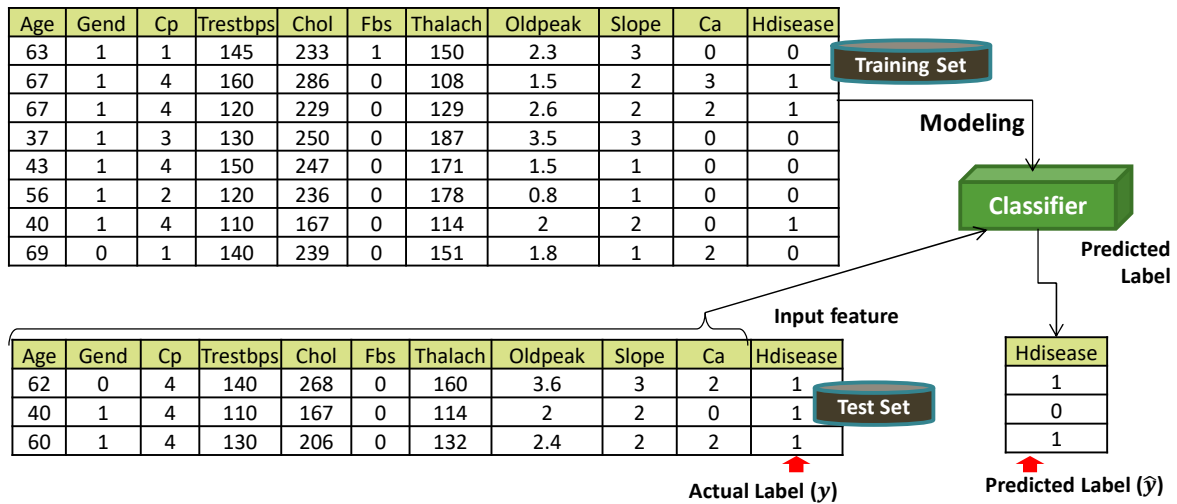 Age Gend Cp Trestbps Chol Fbs Thalach Oldpeak Slope Ca Hdisease
63 1 1 145 233 1 150 2.3 3 0 0
67 1 4 160 286 0 108 1.5 2 3 1
67 1 4 120 229 0 129 2.6 2 2 1
37 1 3 130 250 0 187 3.5 3 0 0
43 1 4 150 247 0 171 1.5 1 0 0
56 1 2 120 236 0 178 0.8 1 0 0
40 1 4 110 167 0 114 2 2 0 1
69 0 1 140 239 0 151 1.8 1 2 0
Training Set
Modeling
Classifier
Predicted
Label
Input feature
Age Gend Cp Trestbps Chol Fbs Thalach Oldpeak Slope Ca Hdisease
62 0 4 140 268 0 160 3.6 3 2 1
40 1 4 110 167 0 114 2 2 0 1
60 1 4 130 206 0 132 2.4 2 2 1
Test Set
Actual Label (y)
Hdisease
1
0
1
Predicted Label (ŷ)